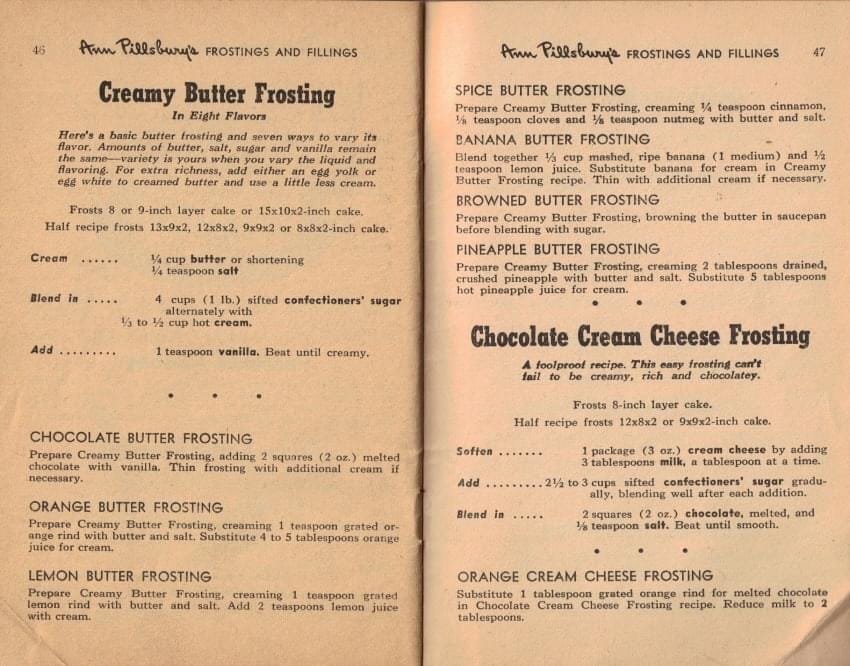 46 Ann Pillsbury's FROSTINGS AND FILLINGS
Creamy Butter Frosting
In Eight Flavors
Here's a basic butter frosting and seven ways to vary its
flavor. Amounts of butter, salt, sugar and vanilla remain
the same—variety is yours when you vary the liquid and
flavoring. For extra richness, add either an egg yolk or
egg white to creamed butter and use a little less cream.
Frosts 8 or 9-inch layer cake or 15x10x2-inch cake.
Half recipe frosts 13x9x2, 12x8x2, 9x9x2 or 8x8x2-inch cake.
Cream ...... ¼ cup butter or shortening
¼ teaspoon salt
Blend in ..... 4 cups (1 lb.) sifted confectioners' sugar
alternately with
⅓ to ½ cup hot cream.
Add ......... 1 teaspoon vanilla. Beat until creamy.
• • •
CHOCOLATE BUTTER FROSTING
Prepare Creamy Butter Frosting, adding 2 squares (2 oz.) melted
chocolate with vanilla. Thin frosting with additional cream if
necessary.
ORANGE BUTTER FROSTING
Prepare Creamy Butter Frosting, creaming 1 teaspoon grated or-
ange rind with butter and salt. Substitute 4 to 5 tablespoons orange
juice for cream.
LEMON BUTTER FROSTING
Prepare Creamy Butter Frosting, creaming 1 teaspoon grated
lemon rind with butter and salt. Add 2 teaspoons lemon juice
with cream.
Ann Pillsbury's FROSTINGS AND FILLINGS 47
SPICE BUTTER FROSTING
Prepare Creamy Butter Frosting, creaming ¼ teaspoon cinnamon,
⅛ teaspoon cloves and ⅛ teaspoon nutmeg with butter and salt.
BANANA BUTTER FROSTING
Blend together ⅓ cup mashed, ripe banana (1 medium) and ½
teaspoon lemon juice. Substitute banana for cream in Creamy
Butter Frosting recipe. Thin with additional cream if necessary.
BROWNED BUTTER FROSTING
Prepare Creamy Butter Frosting, browning the butter in saucepan
before blending with sugar.
PINEAPPLE BUTTER FROSTING
Prepare Creamy Butter Frosting, creaming 2 tablespoons drained,
crushed pineapple with butter and salt. Substitute 5 tablespoons
hot pineapple juice for cream.
• • •
Chocolate Cream Cheese Frosting
A foolproof recipe. This easy frosting can't
fail to be creamy, rich and chocolatey.
Frosts 8-inch layer cake.
Half recipe frosts 12x8x2 or 9x9x2-inch cake.
Soften ....... 1 package (3 oz.) cream cheese by adding
3 tablespoons milk, a tablespoon at a time.
Add ......... 2½ to 3 cups sifted confectioners' sugar gradu-
ally, blending well after each addition.
Blend in ..... 2 squares (2 oz.) chocolate, melted, and
⅛ teaspoon salt. Beat until smooth.
• • •
ORANGE CREAM CHEESE FROSTING
Substitute 1 tablespoon grated orange rind for melted chocolate
in Chocolate Cream Cheese Frosting recipe. Reduce milk to 2
tablespoons.